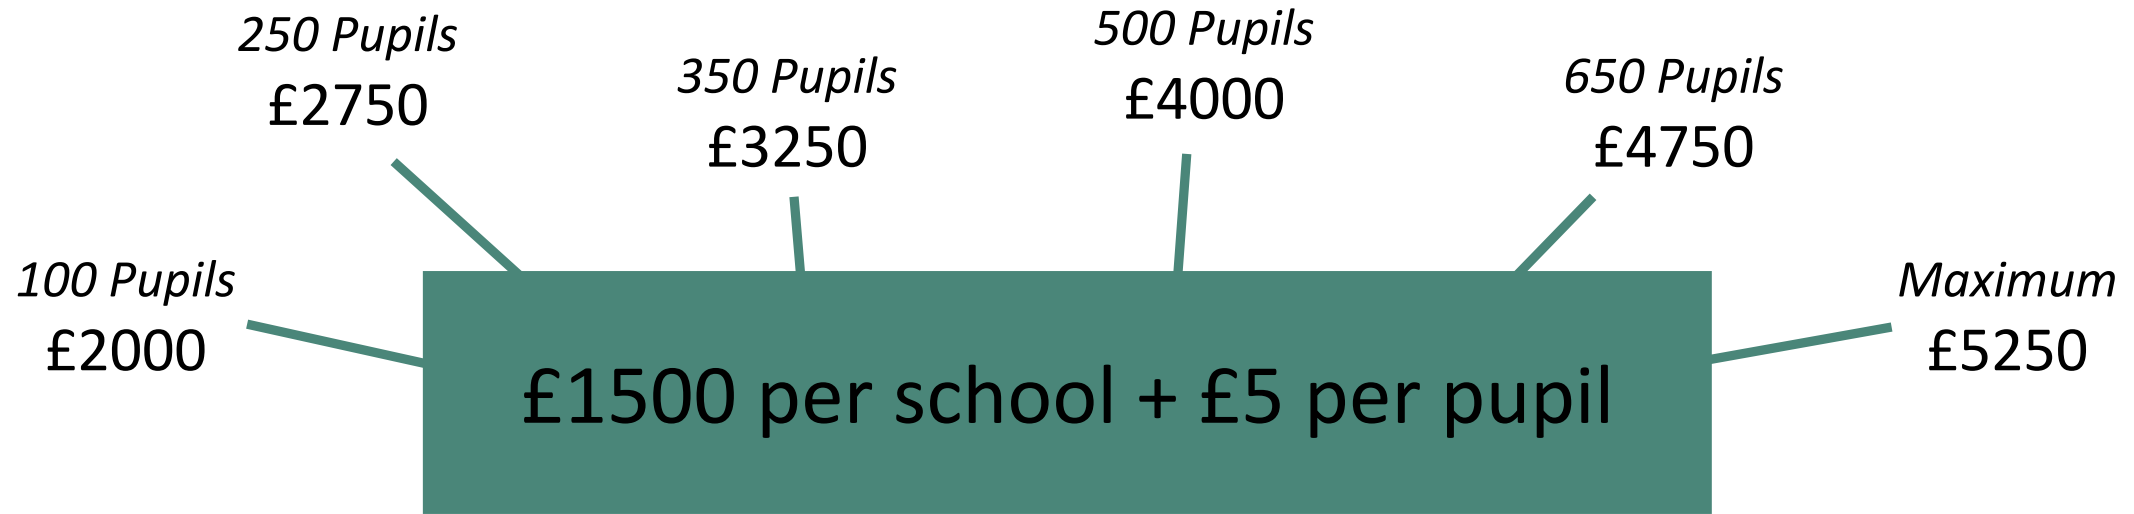 250 Pupils
£2750
350 Pupils
£3250
500 Pupils
£4000
650 Pupils
£4750
100 Pupils
£2000
Maximum
£5250
£1500 per school + £5 per pupil